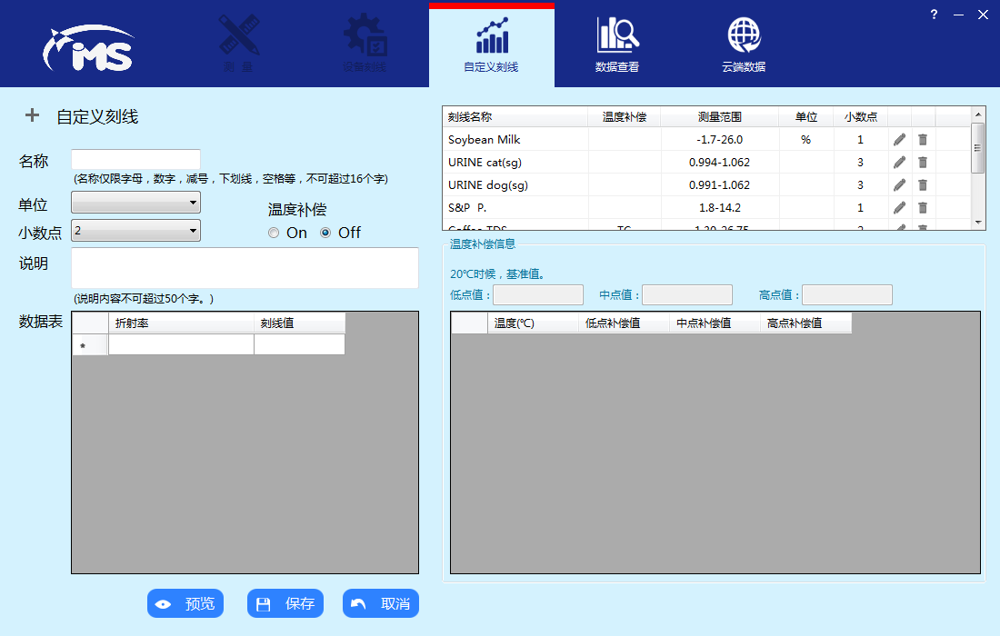 ?
iMS
测 量
设备刻线
自定义刻线
数据查看
云端数据
自定义刻线
名称
(名称仅限字母，数字，减号，下划线，空格等，不可超过16个字)
单位
温度补偿
小数点 2
On Off
说明
(说明内容不可超过50个字。)
数据表
折射率 刻线值
*
预览 保存 取消
刻线名称 温度补偿 测量范围 单位 小数点
Soybean Milk -1.7-26.0 % 1
URINE cat(sg) 0.994-1.062 3
URINE dog(sg) 0.991-1.062 3
S&P P. 1.8-14.2 1
Coffee TDS TC 1.30-26.75 2
温度补偿信息
20℃时候，基准值。
低点值： 中点值： 高点值：
温度(℃) 低点补偿值 中点补偿值 高点补偿值